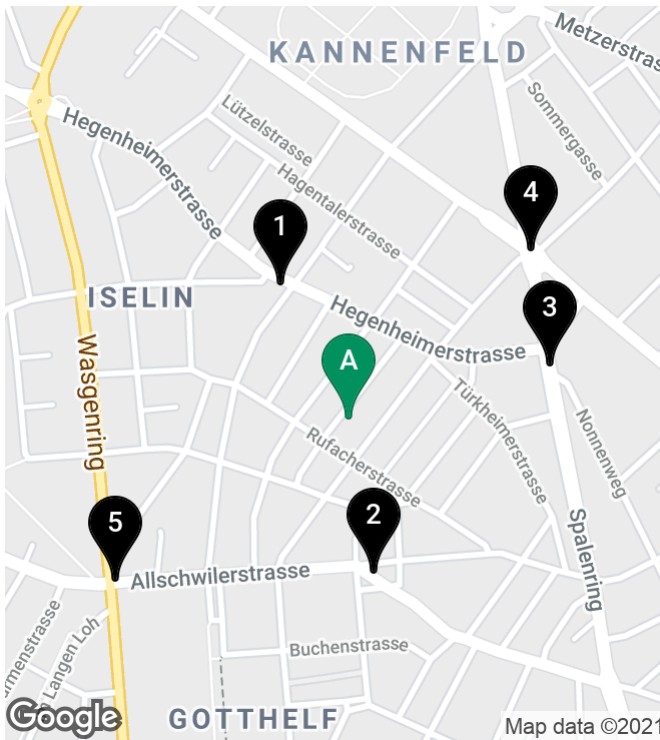 KANNENFELD
Metzerstras
Sommergasse
Lützelstrasse
Hegenheimerstrasse
Hagentalerstrasse
4
1
ISELIN
3
Hegenheimerstrasse
A
Wasgenring
Türkheimerstrasse
Nonnenweg
Rufacherstrasse
2
5
Spalenring
Allschwilerstrasse
Buchenstrasse
armenstrasse
Langen Loh
GOTTHELF
Google
Map data ©2021